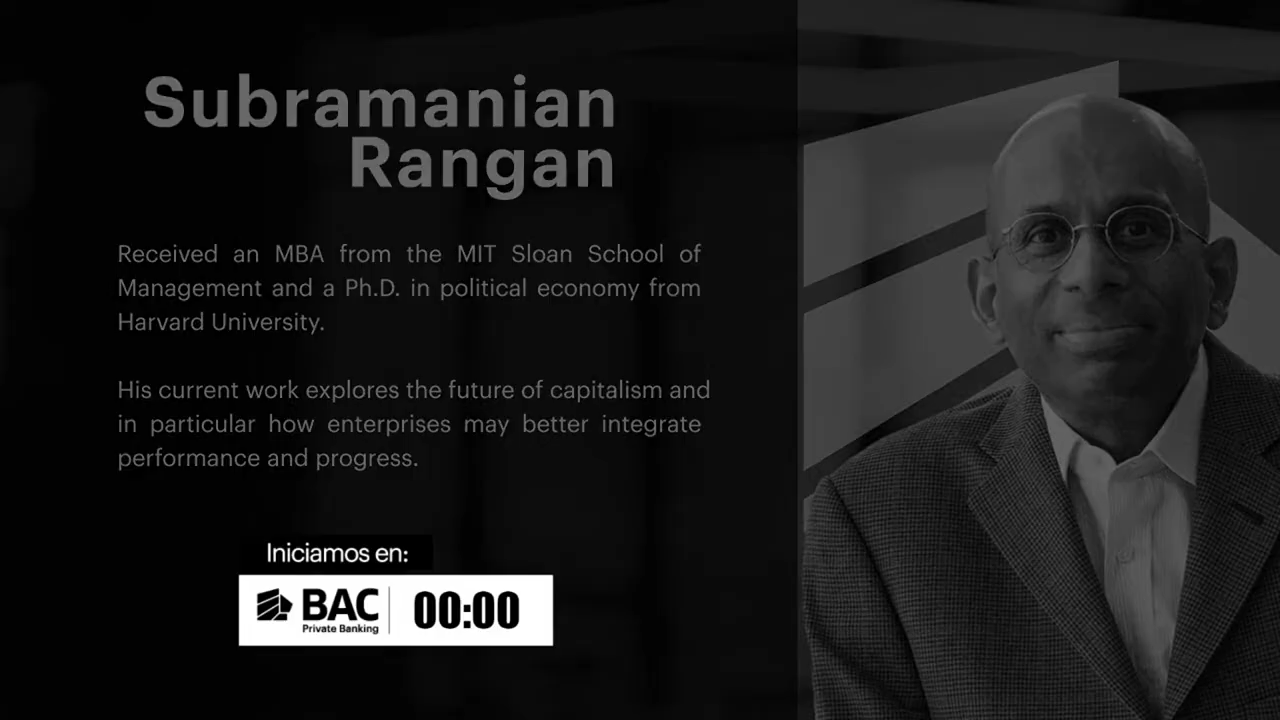 Subramanian
Rangan
Received an MBA from the MIT Sloan School of
Management and a Ph.D. in political economy from
Harvard University.
His current work explores the future of capitalism and
in particular how enterprises may better integrate
performance and progress.
Iniciamos en:
BAC
Private Banking
00:00